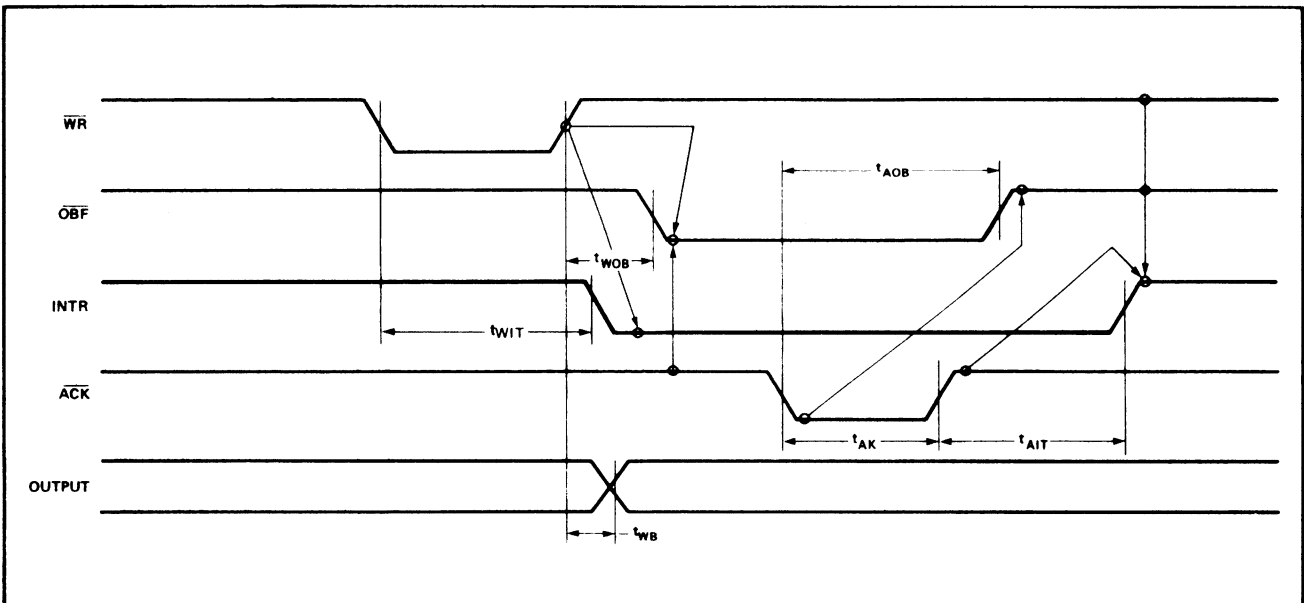 WR
tAOB
OBF
tWOB
INTR
tWIT
ACK
tAK
tAIT
OUTPUT
tWB